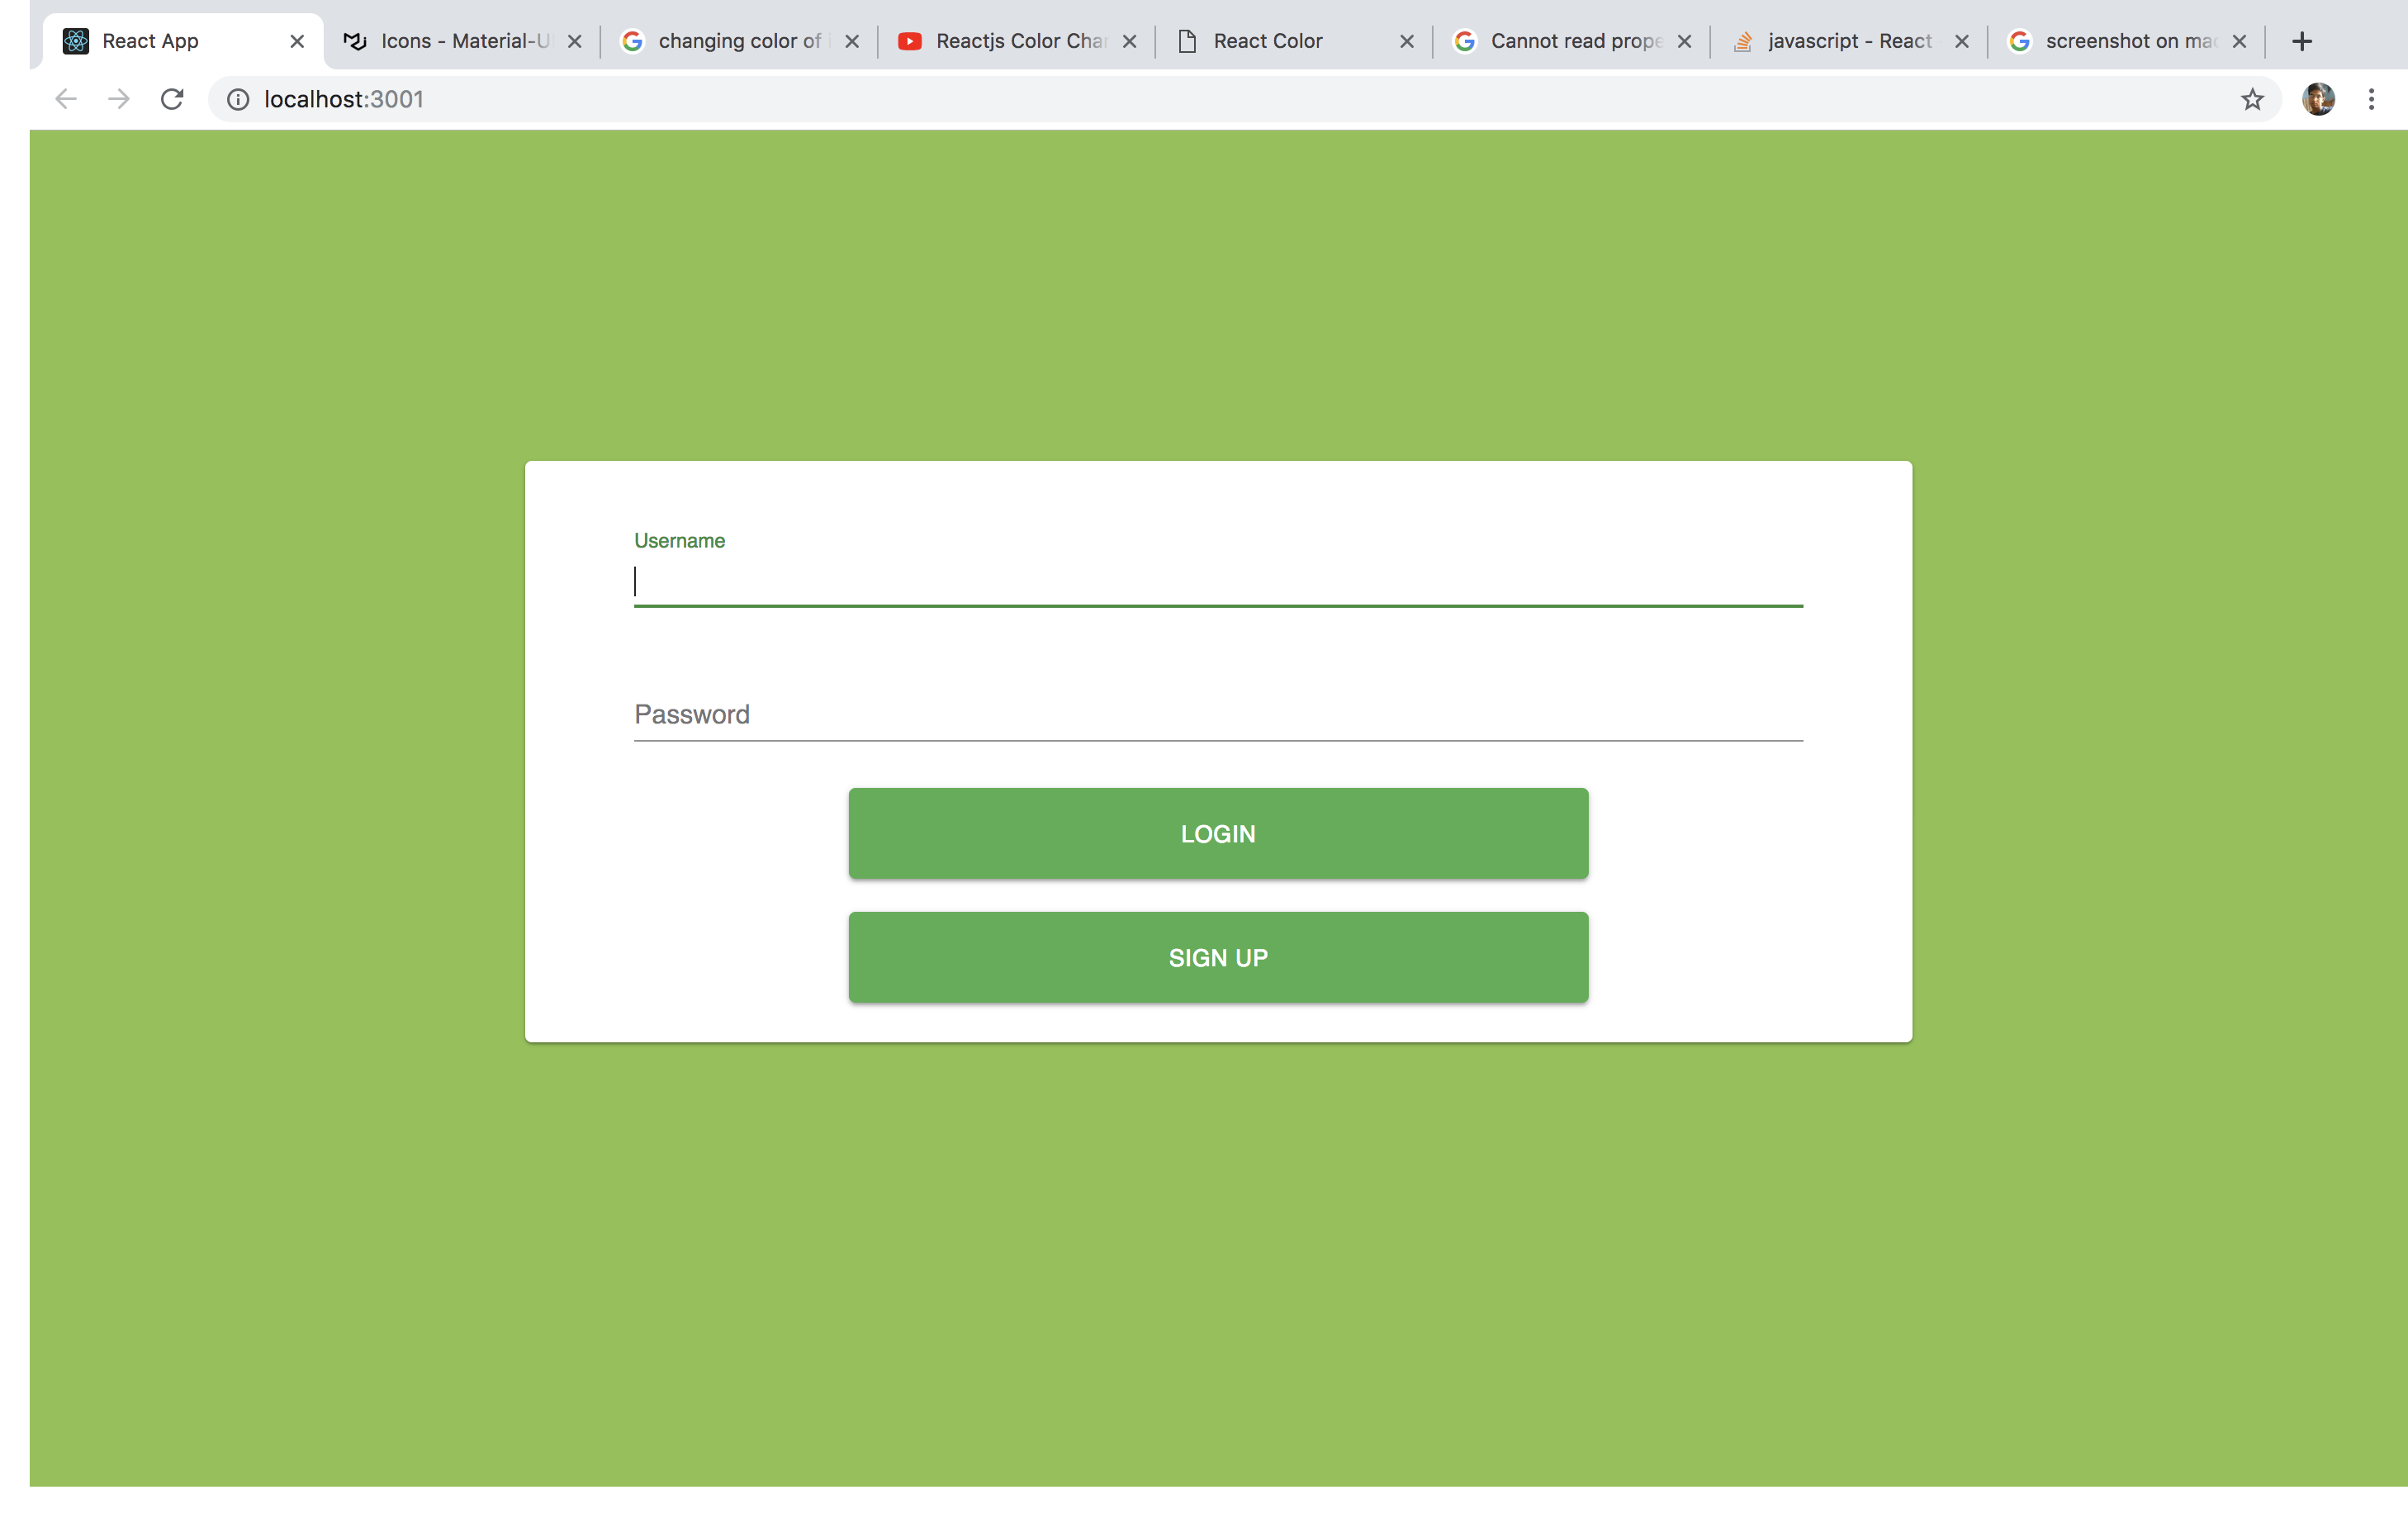 React App
Icons - Material-U
changing color of
Reactjs Color Cha
React Color
Cannot read prope
javascript - React
screenshot on ma
localhost:3001
Username
Password
LOGIN
SIGN UP